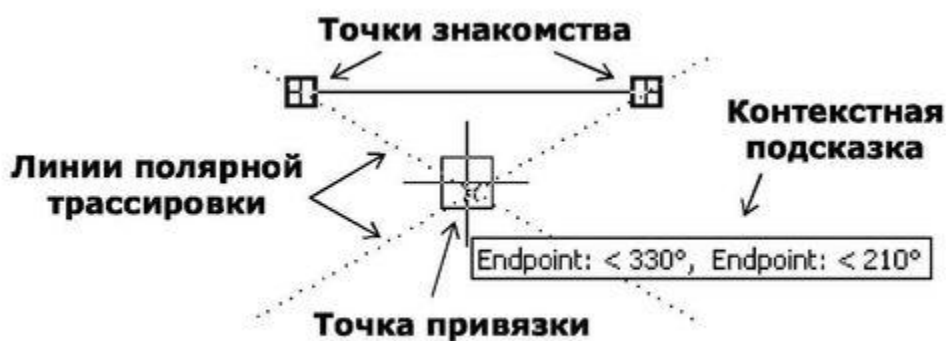 Точки знакомства
Контекстная
подсказка
Линии полярной
трассировки
Endpoint: < 330°, Endpoint: < 210°
Точка привязки